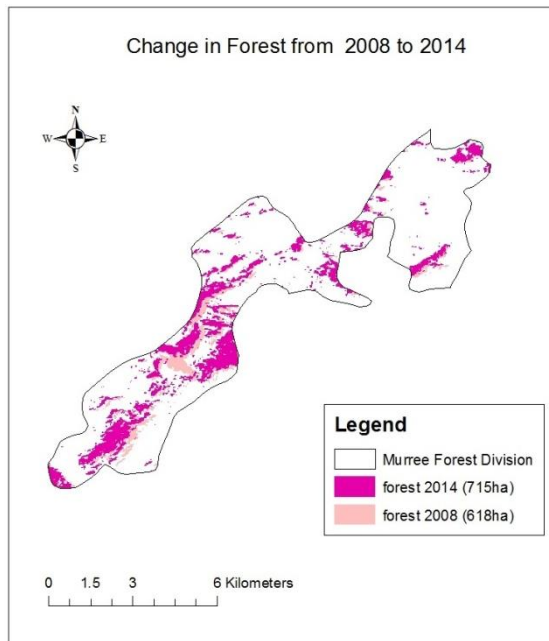 Change in Forest from 2008 to 2014
N
W E
S
Legend
Murree Forest Division
forest 2014 (715ha)
forest 2008 (618ha)
0 1.5 3 6 Kilometers